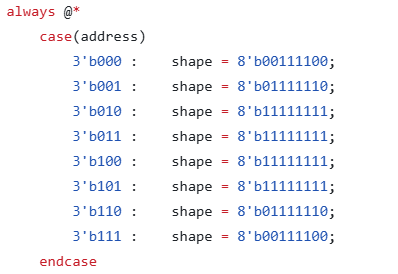 always @*
case(address)
3'b000 : shape = 8'b00111100;
3'b001 : shape = 8'b01111110;
3'b010 : shape = 8'b11111111;
3'b011 : shape = 8'b11111111;
3'b100 : shape = 8'b11111111;
3'b101 : shape = 8'b11111111;
3'b110 : shape = 8'b01111110;
3'b111 : shape = 8'b00111100;
endcase